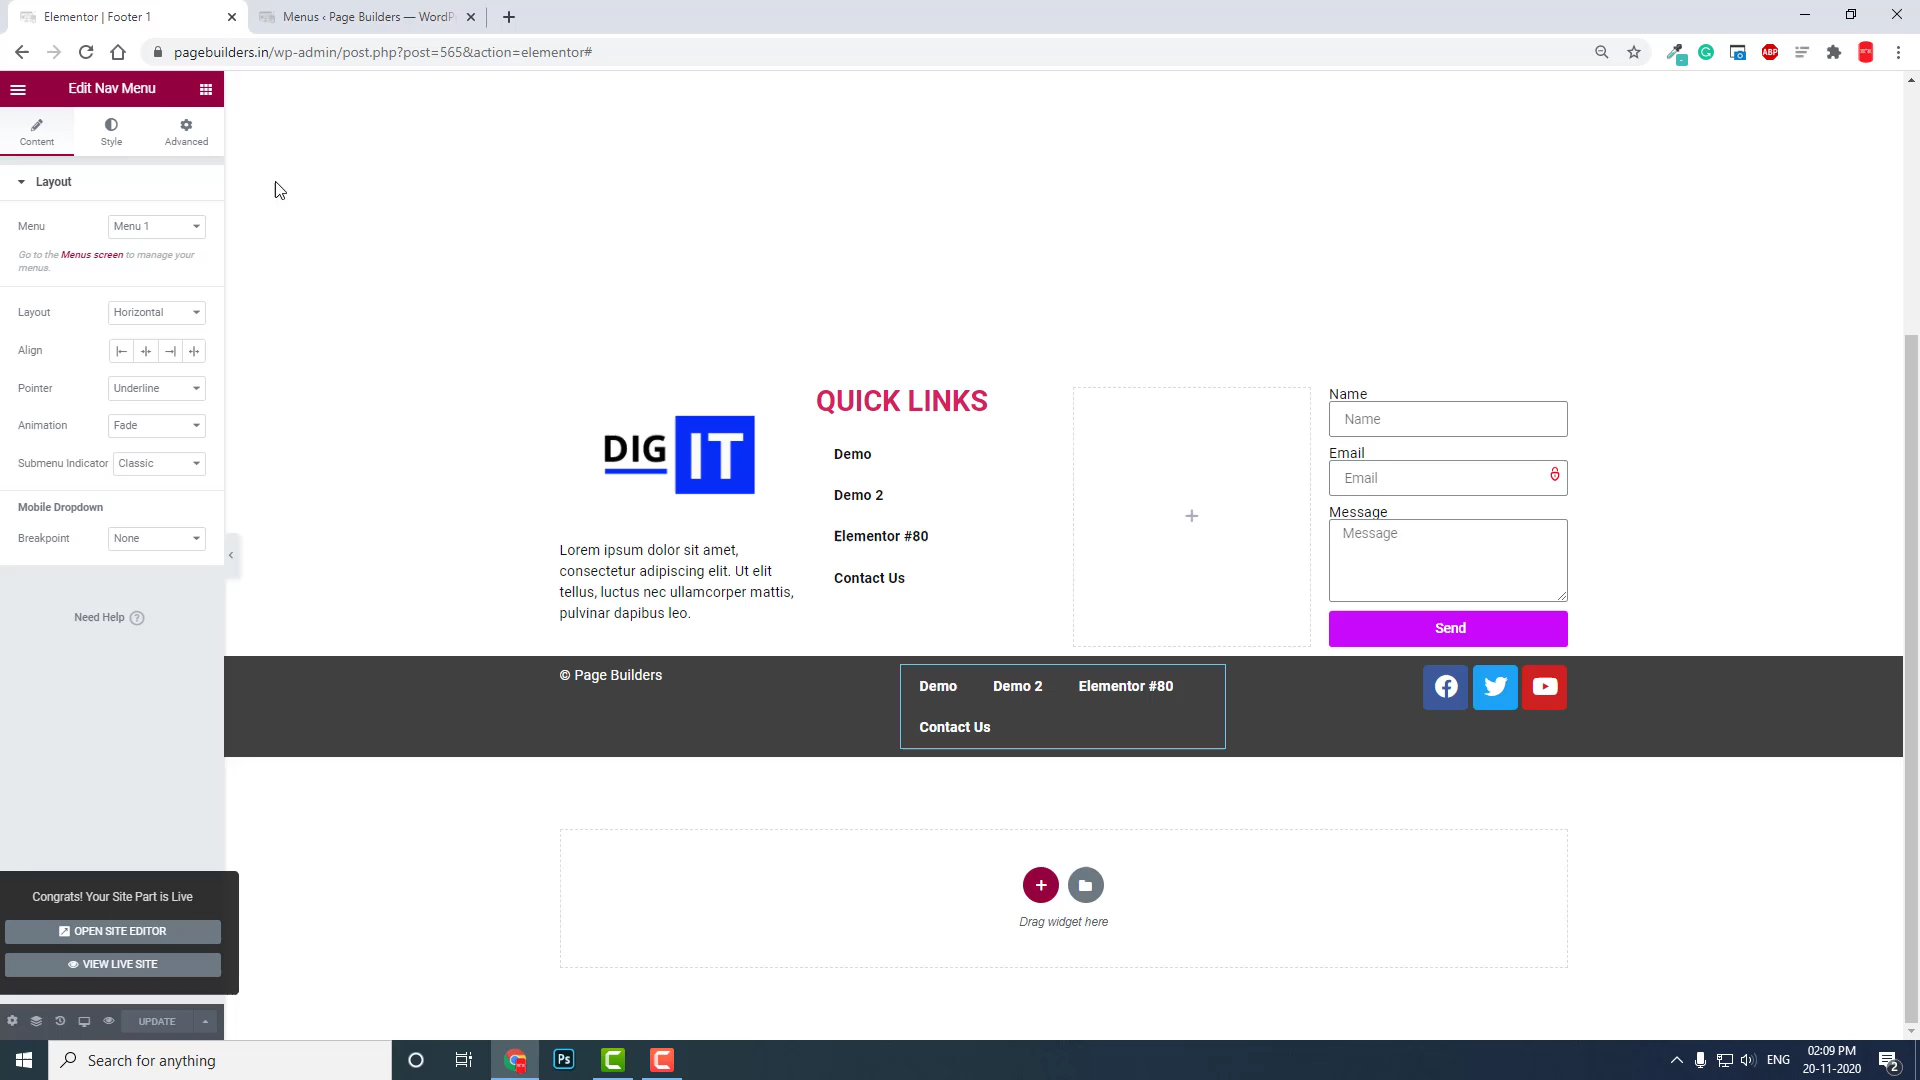 Elementor | Footer 1
Menus ‹ Page Builders — WordP
pagebuilders.in/wp-admin/post.php?post=565&action=elementor#
ABP
Edit Nav Menu
Content
Style
Advanced
Layout
Menu
Menu 1
Go to the Menus screen to manage your
menus.
Layout
Horizontal
Align
Pointer
Underline
Animation
Fade
Submenu Indicator
Classic
Mobile Dropdown
Breakpoint
None
Need Help
?
DIG IT
Lorem ipsum dolor sit amet,
consectetur adipiscing elit. Ut elit
tellus, luctus nec ullamcorper mattis,
pulvinar dapibus leo.
QUICK LINKS
Demo
Demo 2
Elementor #80
Contact Us
Name
Name
Email
Email
Message
Message
Send
© Page Builders
Demo
Demo 2
Elementor #80
Contact Us
Drag widget here
Congrats! Your Site Part is Live
OPEN SITE EDITOR
VIEW LIVE SITE
UPDATE
Search for anything
Ps
ENG
02:09 PM
20-11-2020
2